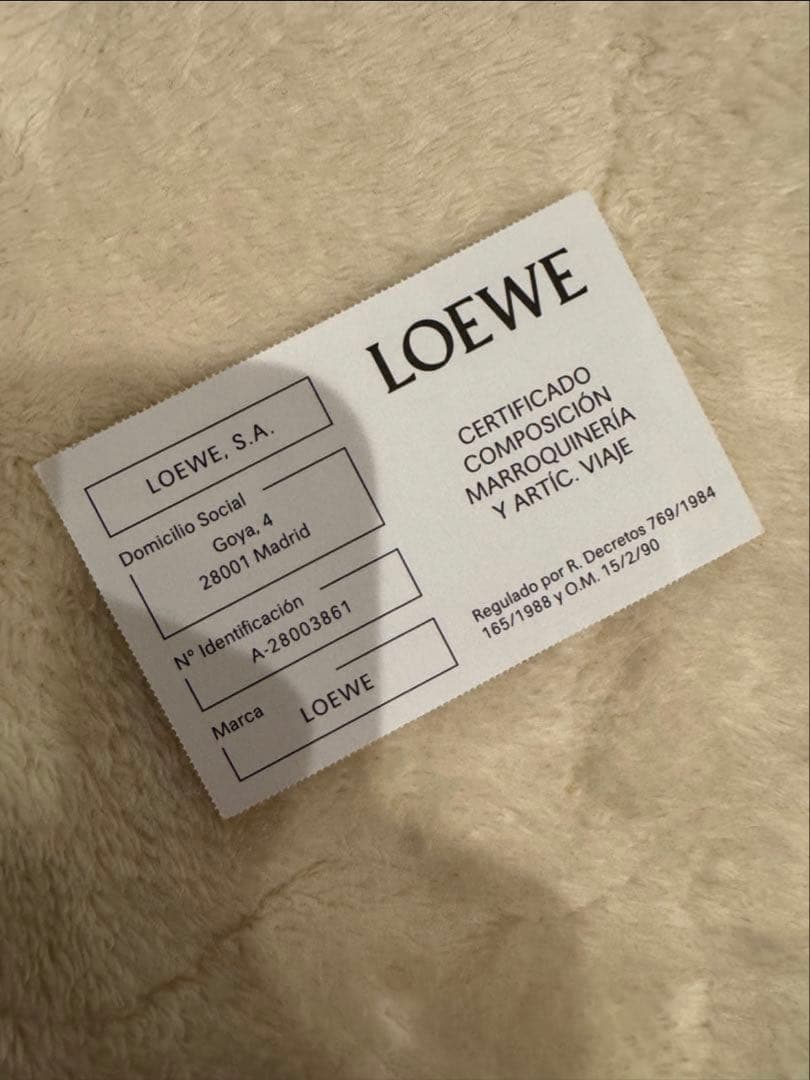 LOEWE
CERTIFICADO
COMPOSICIÓN
MARROQUINERÍA
Y ARTÍC. VIAJE
Regulado por R. Decretos 769/1984
165/1988 y O.M. 15/2/90
LOEWE, S.A.
Domicilio Social
Goya, 4
28001 Madrid
Nº Identificación
A-28003861
Marca
LOEWE